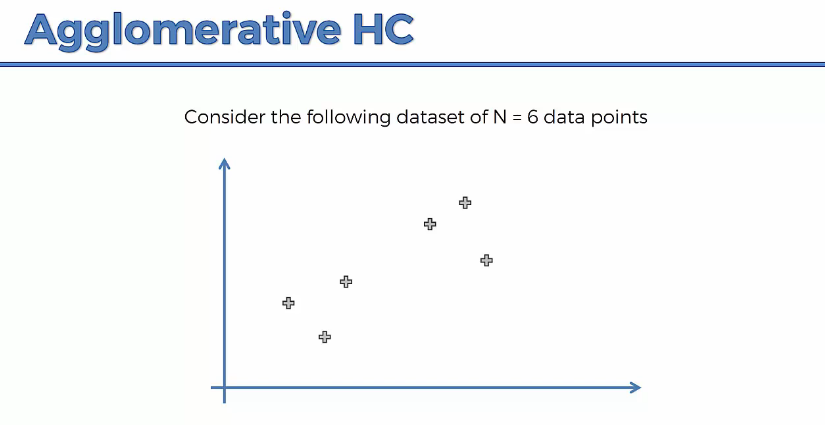 Agglomerative HC
Consider the following dataset of N = 6 data points